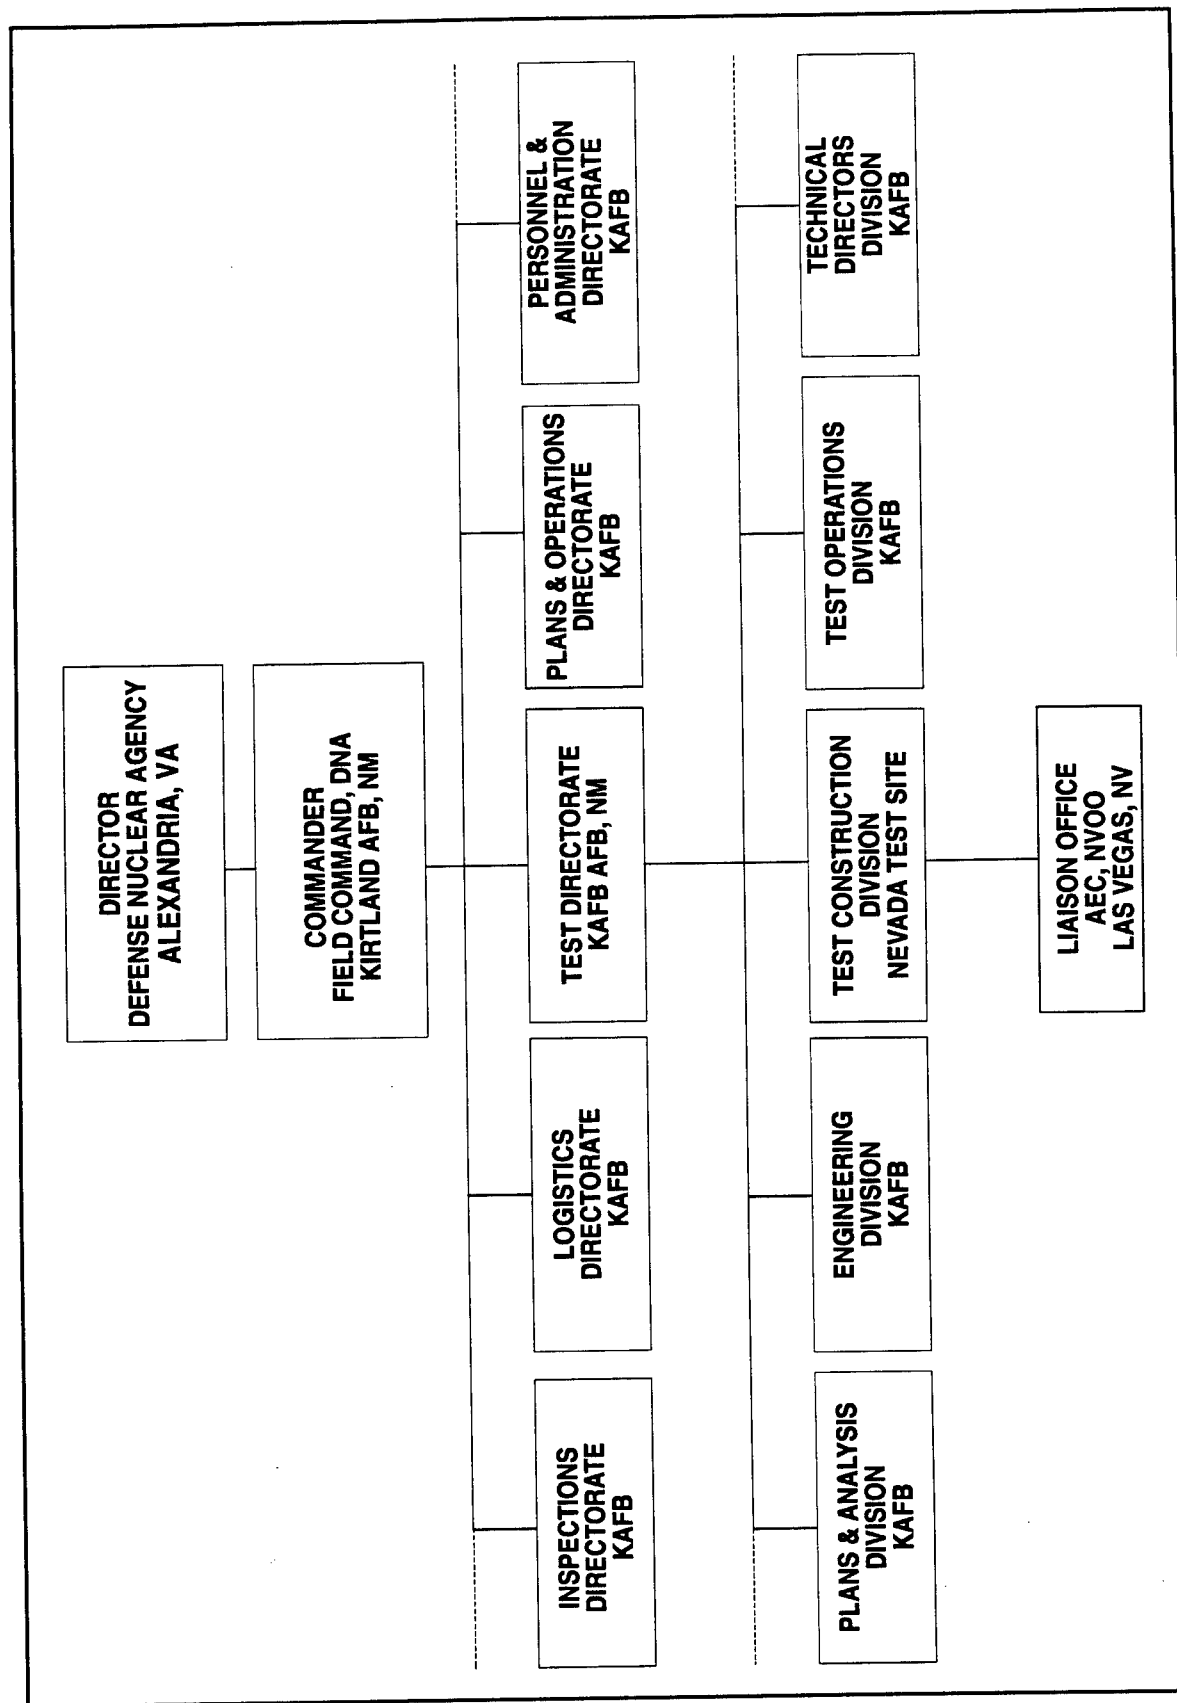 DIRECTOR
DEFENSE NUCLEAR AGENCY
ALEXANDRIA, VA
COMMANDER
FIELD COMMAND, DNA
KIRTLAND AFB, NM
INSPECTIONS
DIRECTORATE
KAFB
LOGISTICS
DIRECTORATE
KAFB
TEST DIRECTORATE
KAFB AFB, NM
PLANS & OPERATIONS
DIRECTORATE
KAFB
PERSONNEL &
ADMINISTRATION
DIRECTORATE
KAFB
PLANS & ANALYSIS
DIVISION
KAFB
ENGINEERING
DIVISION
KAFB
TEST CONSTRUCTION
DIVISION
NEVADA TEST SITE
TEST OPERATIONS
DIVISION
KAFB
TECHNICAL
DIRECTORS
DIVISION
KAFB
LIAISON OFFICE
AEC, NVOO
LAS VEGAS, NV